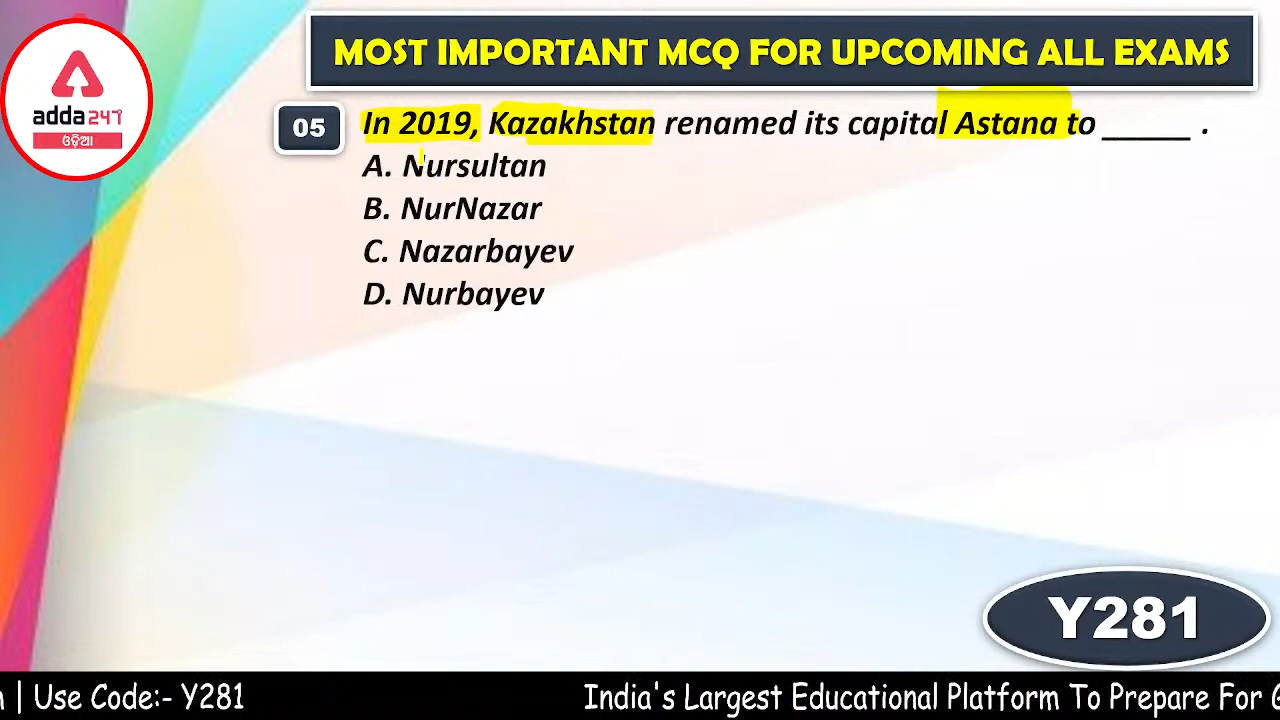 MOST IMPORTANT MCQ FOR UPCOMING ALL EXAMS
adda247
ଓଡ଼ିଆ
05
In 2019, Kazakhstan renamed its capital Astana to _____ .
A. Nursultan
B. NurNazar
C. Nazarbayev
D. Nurbayev
Y281
| Use Code:- Y281
India's Largest Educational Platform To Prepare For